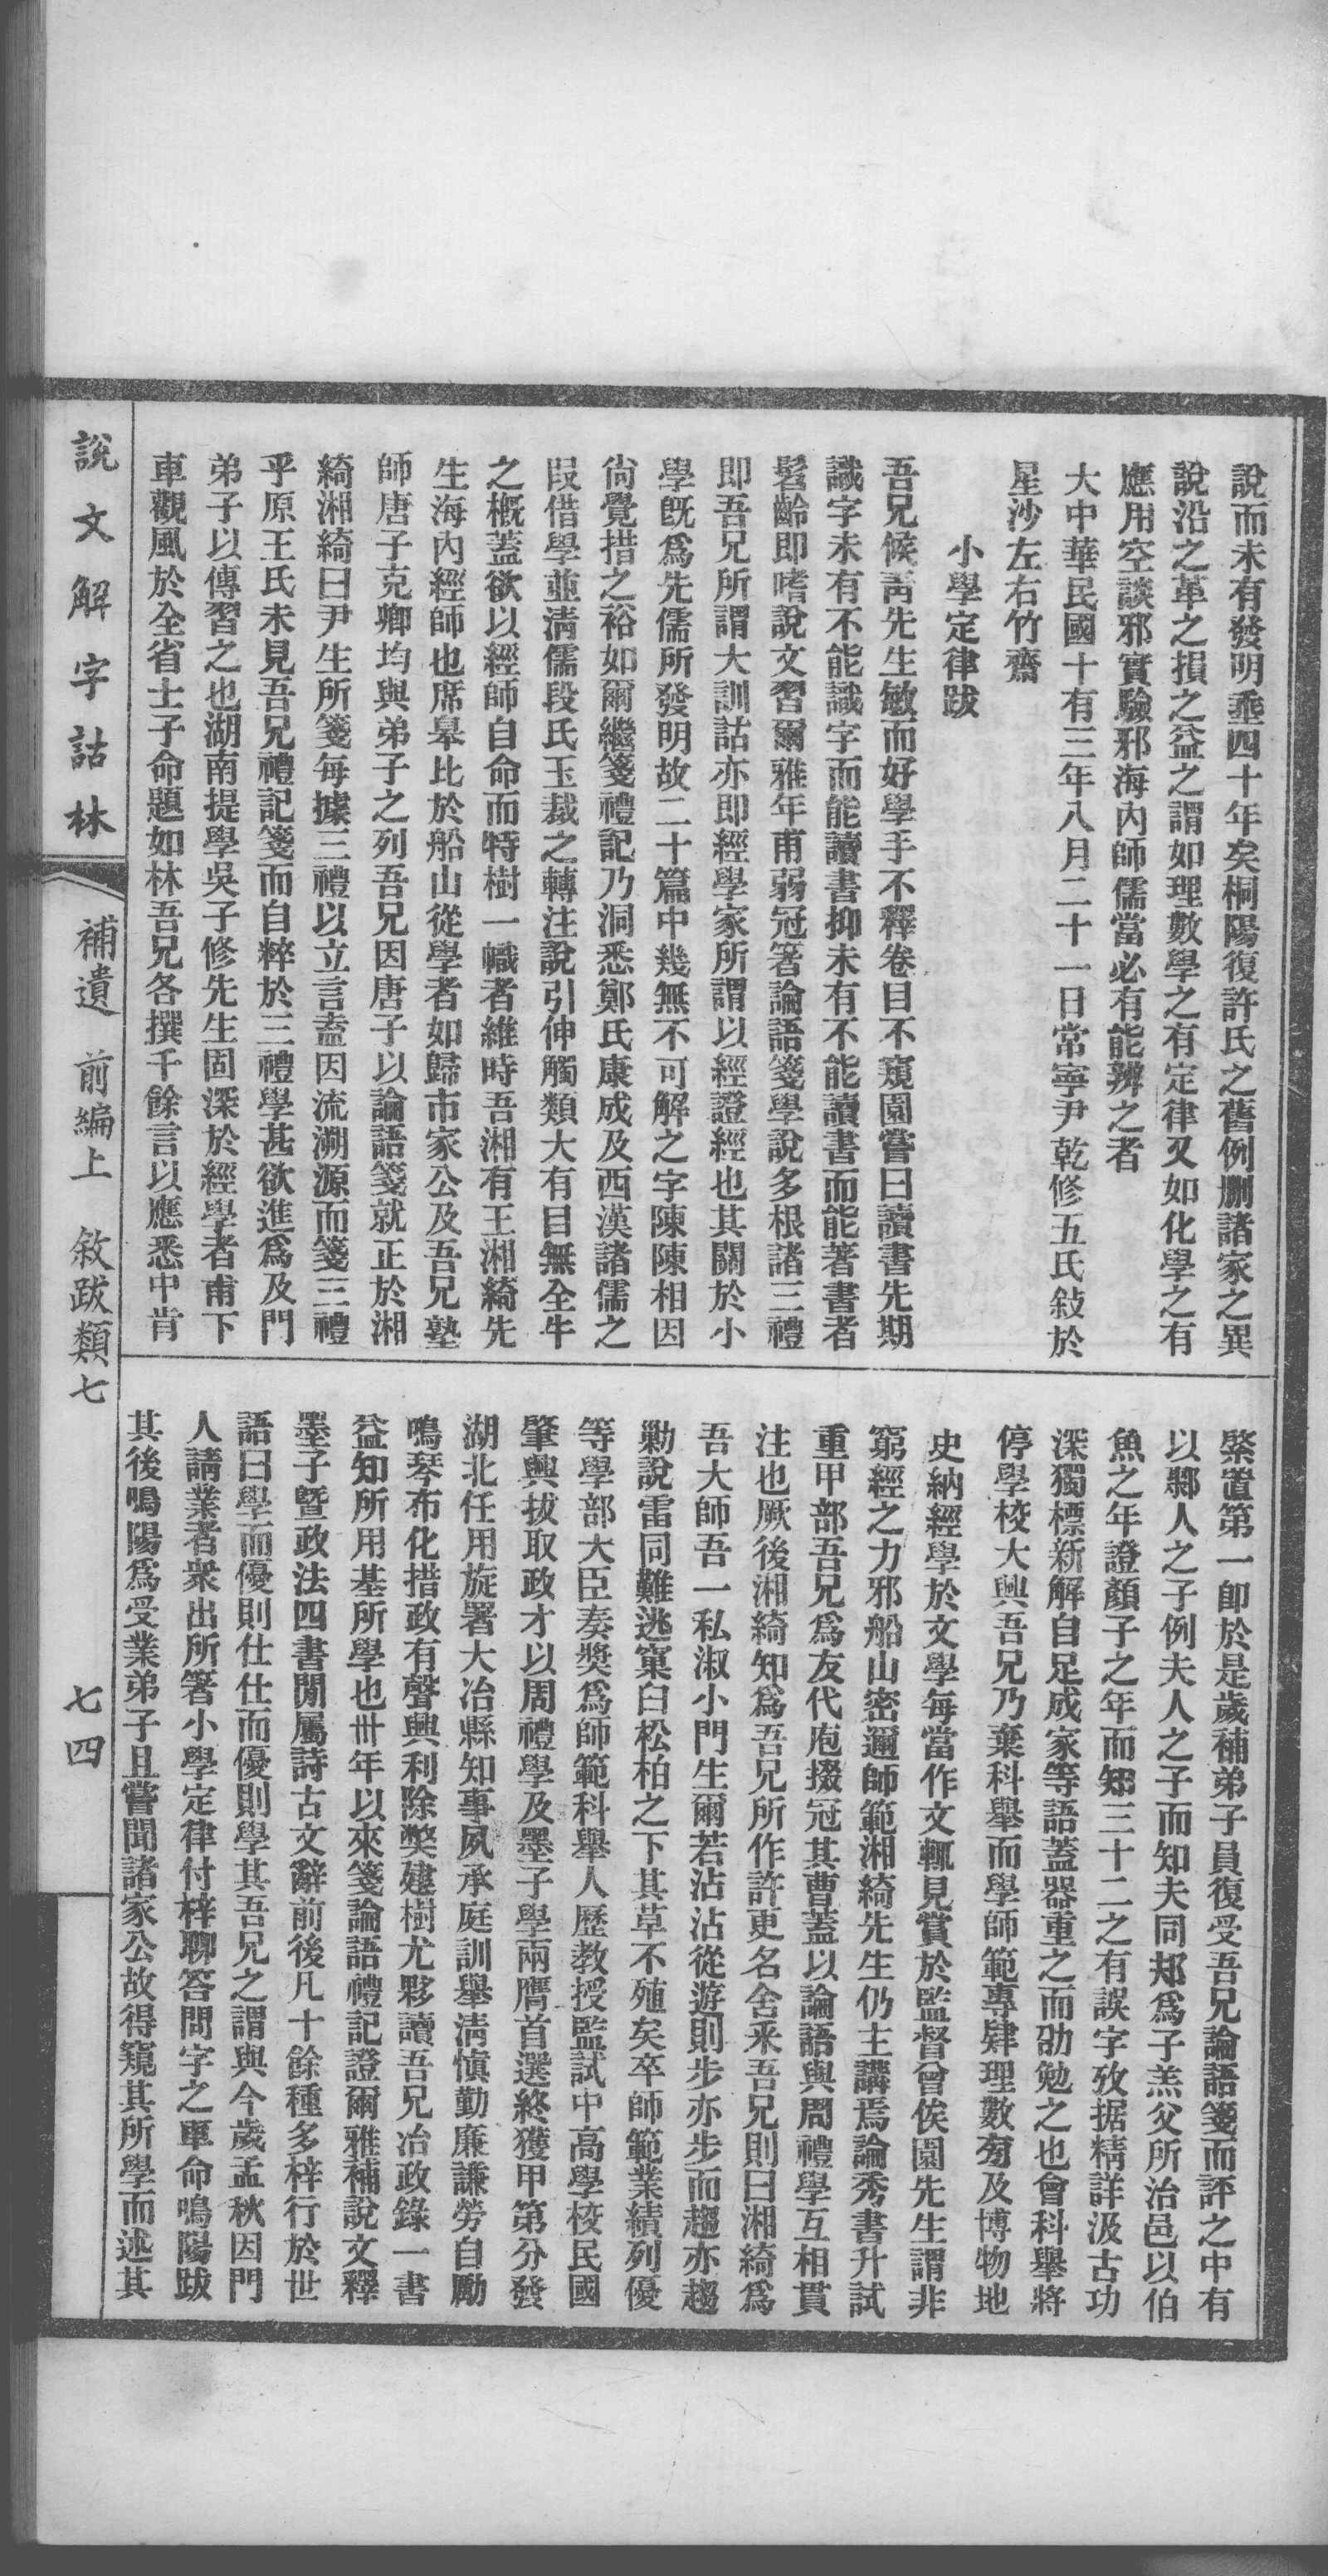 說而未有發明垂四十年矣桐陽復許氏之舊例刪諸家之異
說沿之革之損之益之謂如理數學之有定律又如化學之有
應用空談邪實驗邪海內師儒當必有能辨之者
大中華民國十有三年八月二十一日常寧尹乾修五氏敍於
星沙左右竹齋
小學定律跋
吾兄候靑先生敏而好學手不釋卷目不窺園嘗曰讀書先期
識字未有不能識字而能讀書抑未有不能讀書而能著書者
髫齡即嗜說文習爾雅年甫弱冠箸論語箋學說多根諸三禮
即吾兄所謂大訓詁亦即經學家所謂以經證經也其關於小
學既爲先儒所發明故二十篇中幾無不可解之字陳陳相因
尙覺措之裕如爾繼箋禮記乃洞悉鄭氏康成及西漢諸儒之
叚借學並淸儒段氏玉裁之轉注說引伸觸類大有目無全牛
之概蓋欲以經師自命而特樹一幟者維時吾湘有王湘綺先
生海內經師也席皋比於船山從學者如歸市家公及吾兄塾
師唐子克卿均與弟子之列吾兄因唐子以論語箋就正於湘
綺湘綺曰尹生所箋每據三禮以立言盍因流溯源而箋三禮
乎原王氏未見吾兄禮記箋而自粹於三禮學甚欲進爲及門
弟子以傳習之也湖南提學吳子修先生固深於經學者甫下
車觀風於全省士子命題如林吾兄各撰千餘言以應悉中肯
綮置第一卽於是歲補弟子員復受吾兄論語箋而評之中有
以鄹人之子例夫人之子而知夫同邞爲子羔父所治邑以伯
魚之年證顏子之年而知三十二之有誤字攷据精詳汲古功
深獨標新解自足成家等語蓋器重之而劭勉之也會科舉將
停學校大興吾兄乃棄科舉而學師範專肄理數旁及博物地
史納經學於文學每當作文輒見賞於監督曾俟園先生謂非
窮經之力邪船山密邇師範湘綺先生仍主講焉論秀書升試
重甲部吾兄爲友代庖掇冠其曹蓋以論語與周禮學互相貫
注也厥後湘綺知爲吾兄所作許更名舍釆吾兄則曰湘綺爲
吾大師吾一私淑小門生爾若沾沾從游則步亦步而趨亦趨
勦說雷同難逃窠臼松柏之下其草不殖矣卒師範業績列優
等學部大臣奏獎爲師範科舉人歷教授監試中高學校民國
肇興拔取政才以周禮學及墨子學兩膺首選終獲甲第分發
湖北任用旋署大冶縣知事夙承庭訓舉淸愼勤廉謙勞自勵
鳴琴布化措政有聲興利除獘建樹尤夥讀吾兄冶政錄一書
益知所用基所學也卅年以來箋論語禮記證爾雅補說文釋
墨子曁政法四書閒屬詩古文辭前後凡十餘種多梓行於世
語曰學而優則仕仕而優則學其吾兄之謂與今歲孟秋因門
人請業者衆出所箸小學定律付梓聊答問字之車命鳴陽跋
其後鳴陽爲受業弟子且嘗聞諸家公故得窺其所學而述其
說文解字詁林
補遺 前編上 敘跋類七
七四